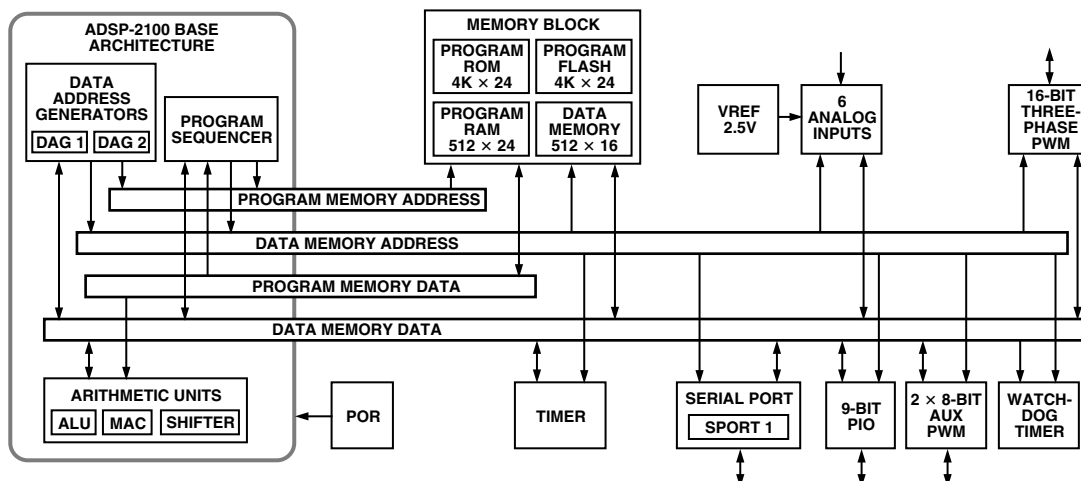 ADSP-2100 BASE
ARCHITECTURE
DATA
ADDRESS
GENERATORS
DAG 1
DAG 2
PROGRAM
SEQUENCER
MEMORY BLOCK
PROGRAM
ROM
4K × 24
PROGRAM
FLASH
4K × 24
PROGRAM
RAM
512 × 24
DATA
MEMORY
512 × 16
VREF
2.5V
6
ANALOG
INPUTS
16-BIT
THREE-
PHASE
PWM
PROGRAM MEMORY ADDRESS
DATA MEMORY ADDRESS
PROGRAM MEMORY DATA
DATA MEMORY DATA
ARITHMETIC UNITS
ALU
MAC
SHIFTER
POR
TIMER
SERIAL PORT
SPORT 1
9-BIT
PIO
2 × 8-BIT
AUX
PWM
WATCH-
DOG
TIMER